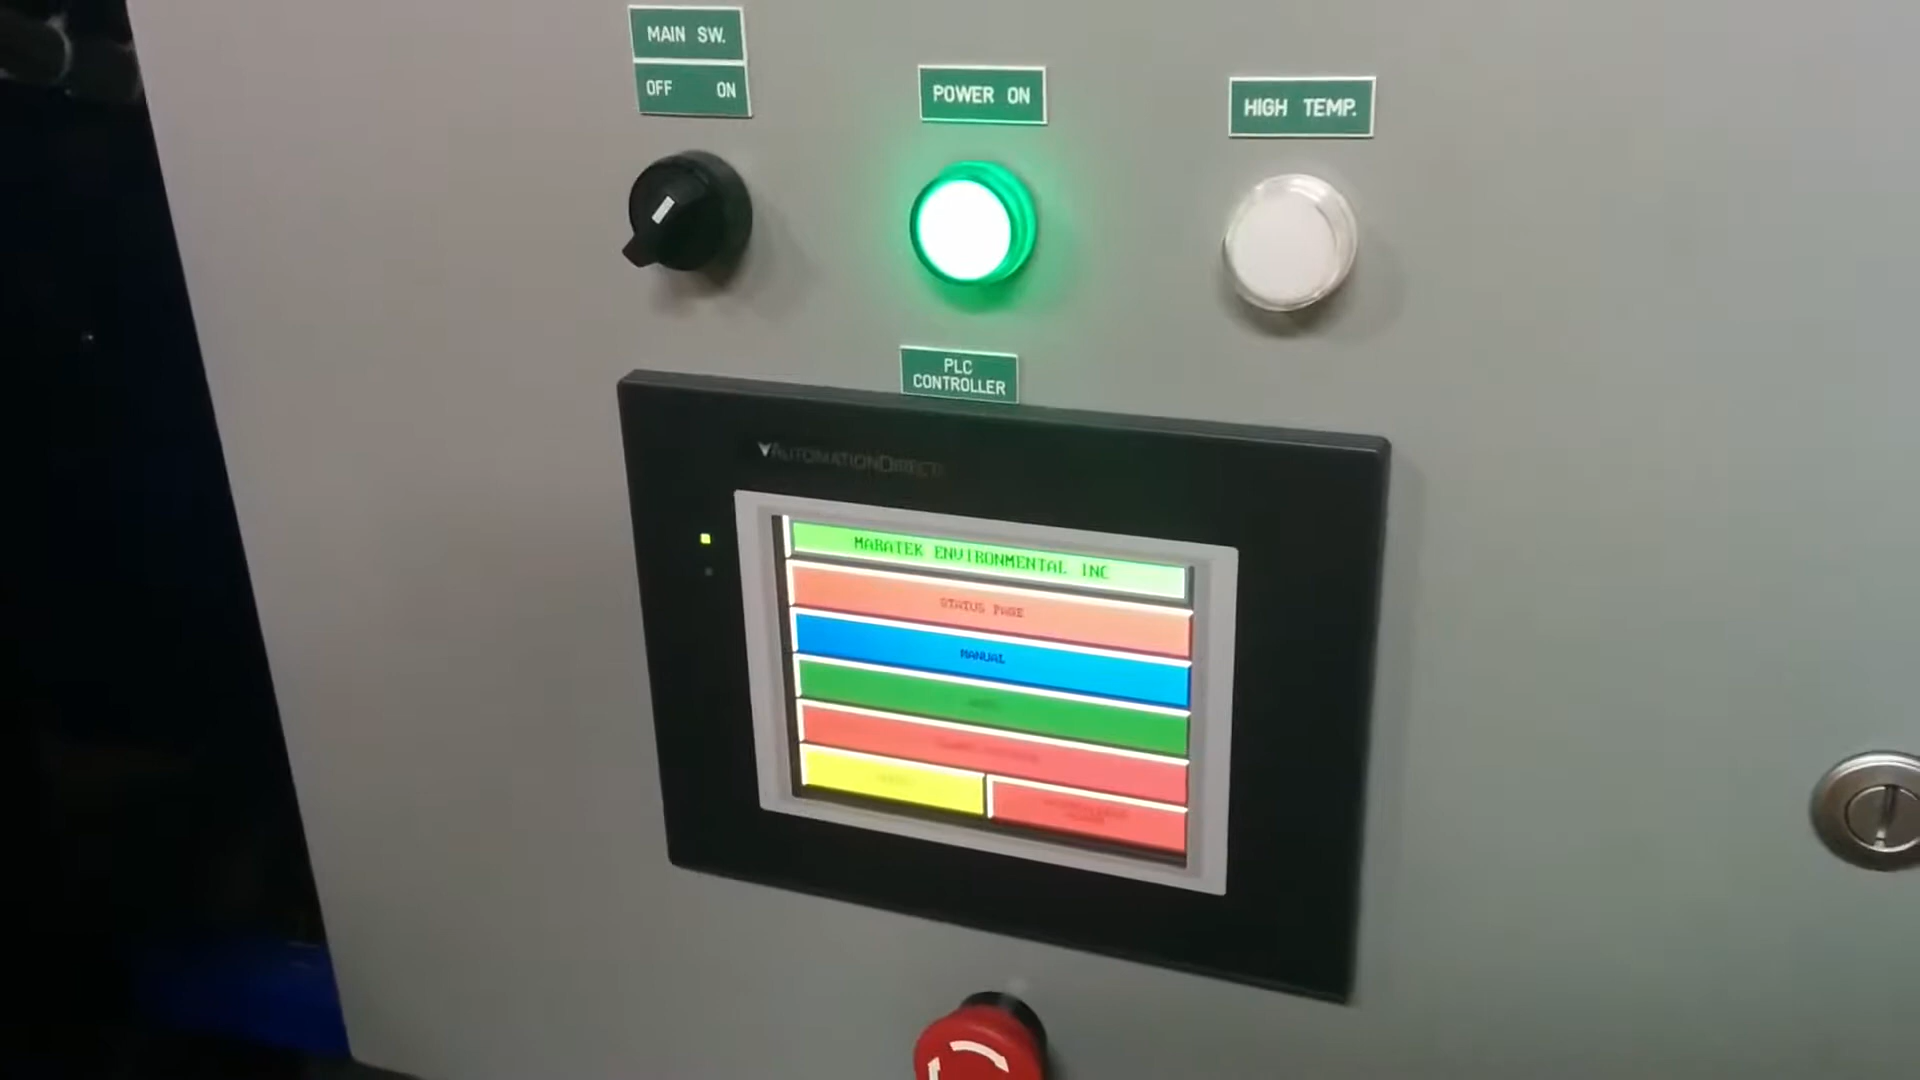 MAIN SW.
OFF ON
POWER ON
HIGH TEMP.
PLC
CONTROLLER
AUTOMATIONDIRECT
MARATEK ENVIRONMENTAL INC
STATUS PAGE
MANUAL